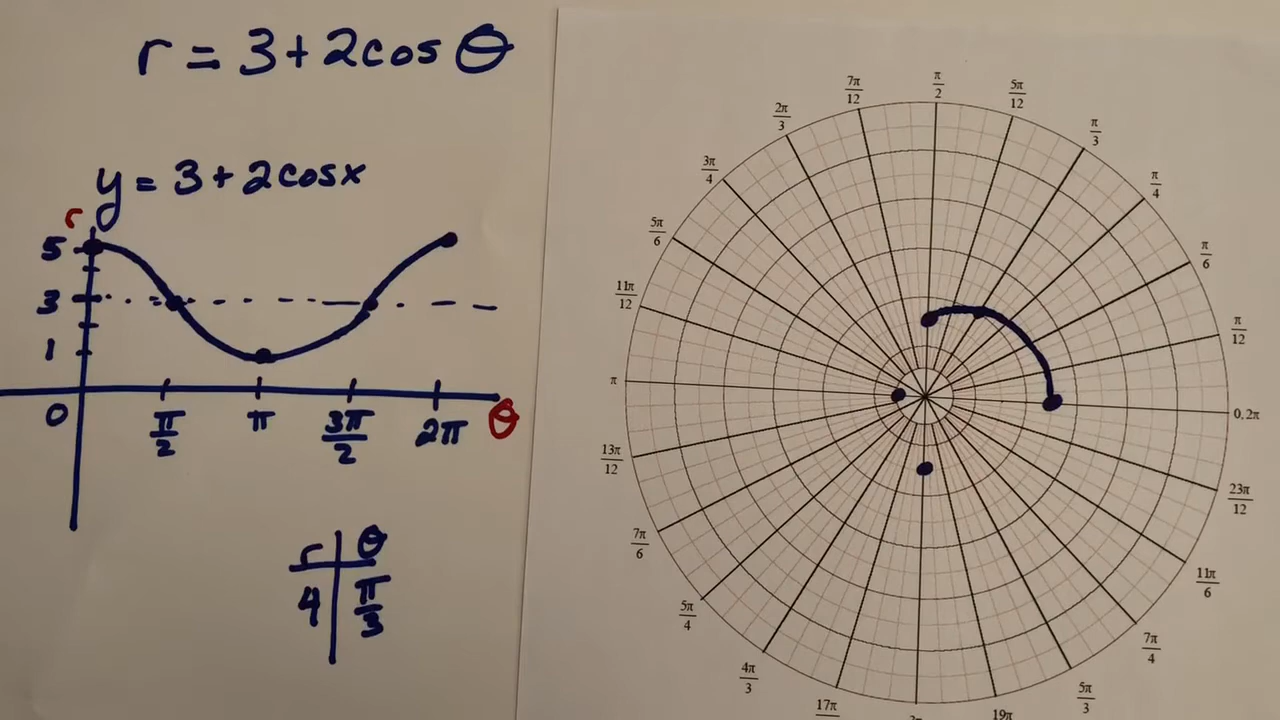 r = 3 + 2cos θ
y = 3 + 2cosx
r
5
3
1
0
π/2
π
3π/2
2π
θ
r θ
4 π/3
π/2
5π/12
π/3
π/4
π/6
π/12
0,2π
23π/12
11π/6
7π/4
5π/3
19π
17π
4π/3
5π/4
7π/6
13π/12
π
11π/12
5π/6
3π/4
2π/3
7π/12